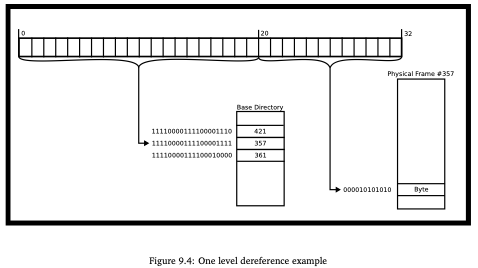 0 20 32
Physical Frame #357
Base Directory
11110000111100001110 421
11110000111100001111 357
11110000111100010000 361
000010101010 Byte
Figure 9.4: One level dereference example